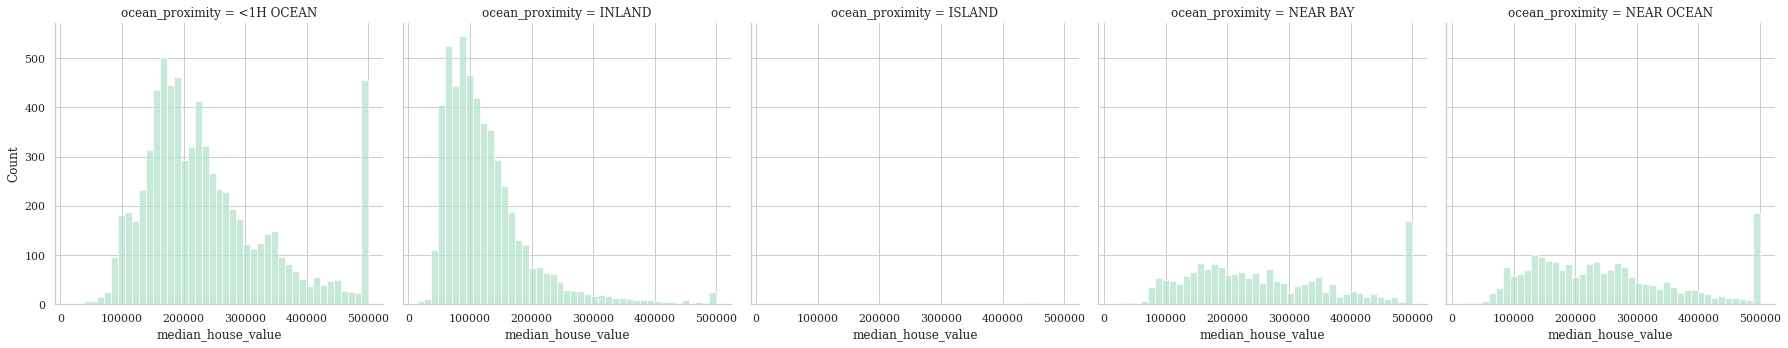 ocean_proximity = <1H OCEAN
ocean_proximity = INLAND
ocean_proximity = ISLAND
ocean_proximity = NEAR BAY
ocean_proximity = NEAR OCEAN
500
400
300
200
100
0
Count
0 100000 200000 300000 400000 500000
0 100000 200000 300000 400000 500000
0 100000 200000 300000 400000 500000
0 100000 200000 300000 400000 500000
0 100000 200000 300000 400000 500000
median_house_value
median_house_value
median_house_value
median_house_value
median_house_value